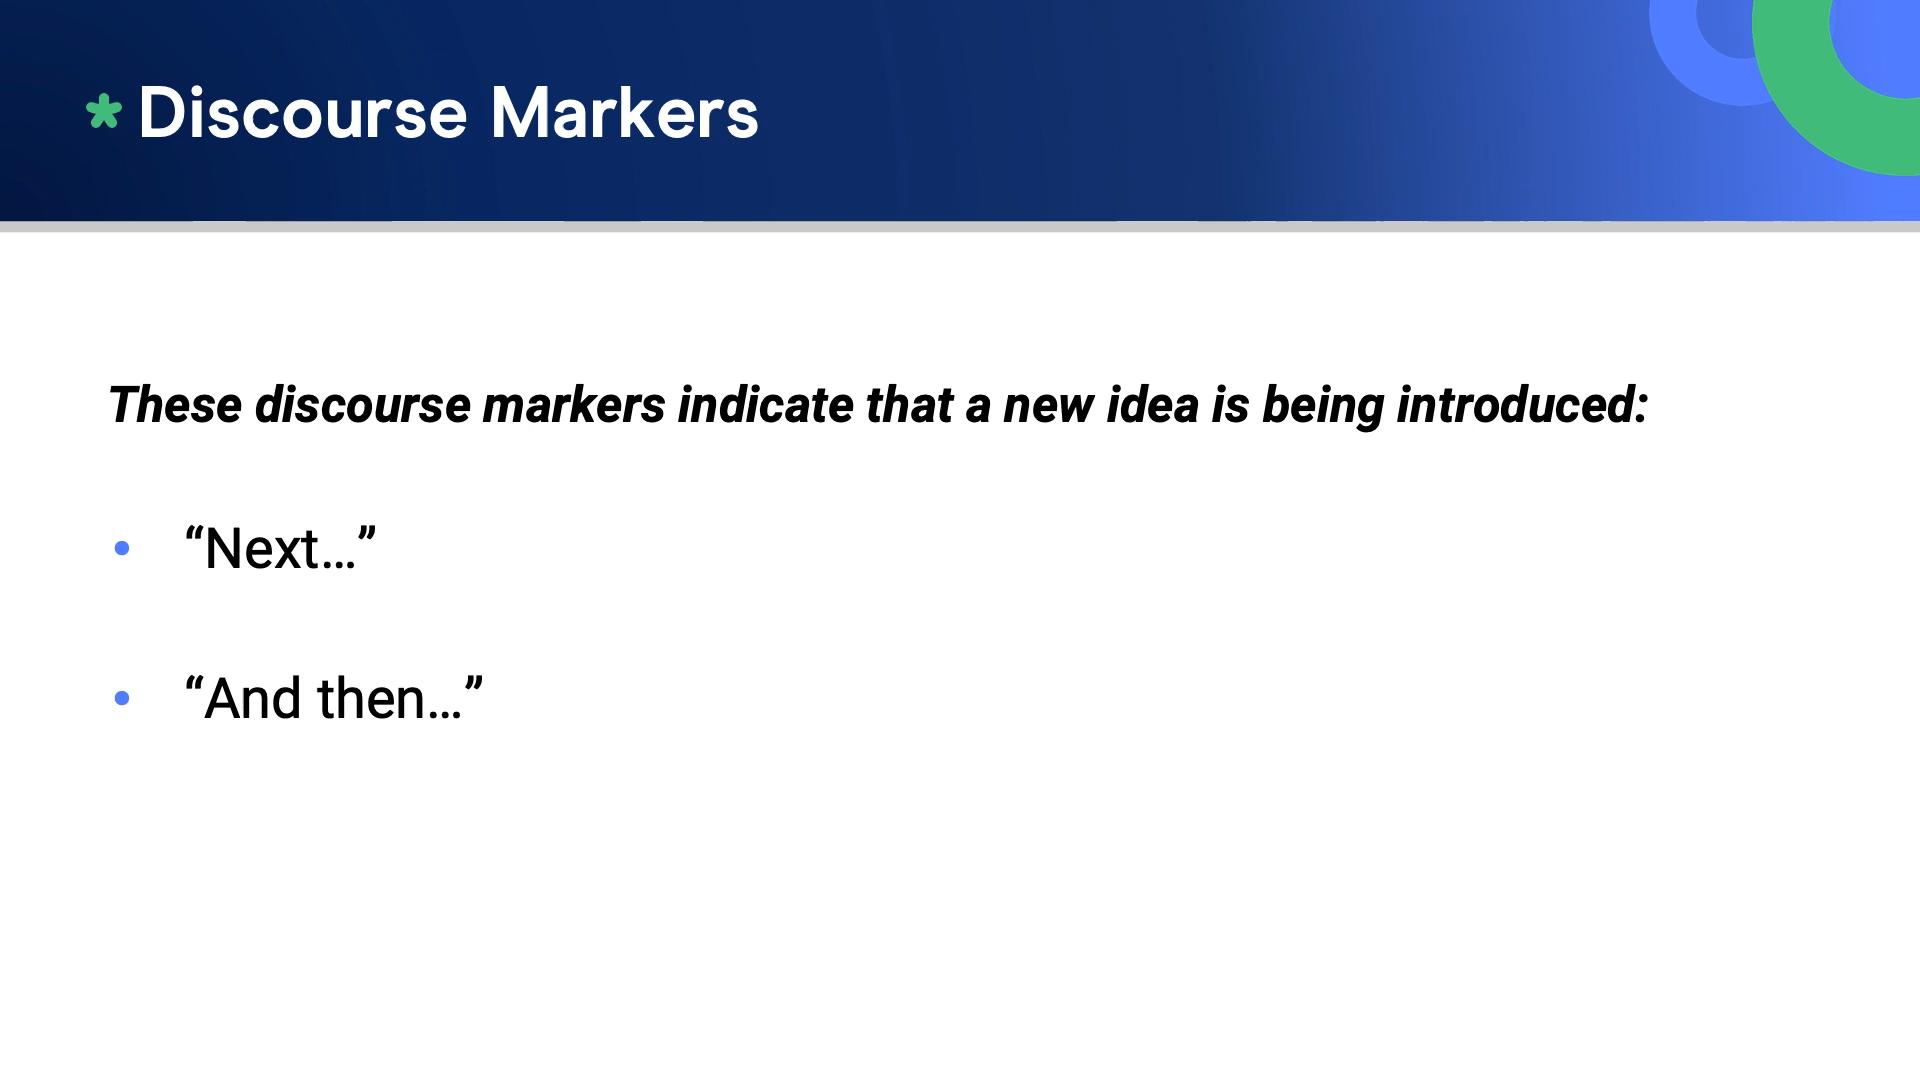 * Discourse Markers
These discourse markers indicate that a new idea is being introduced:
• “Next…”
• “And then…”